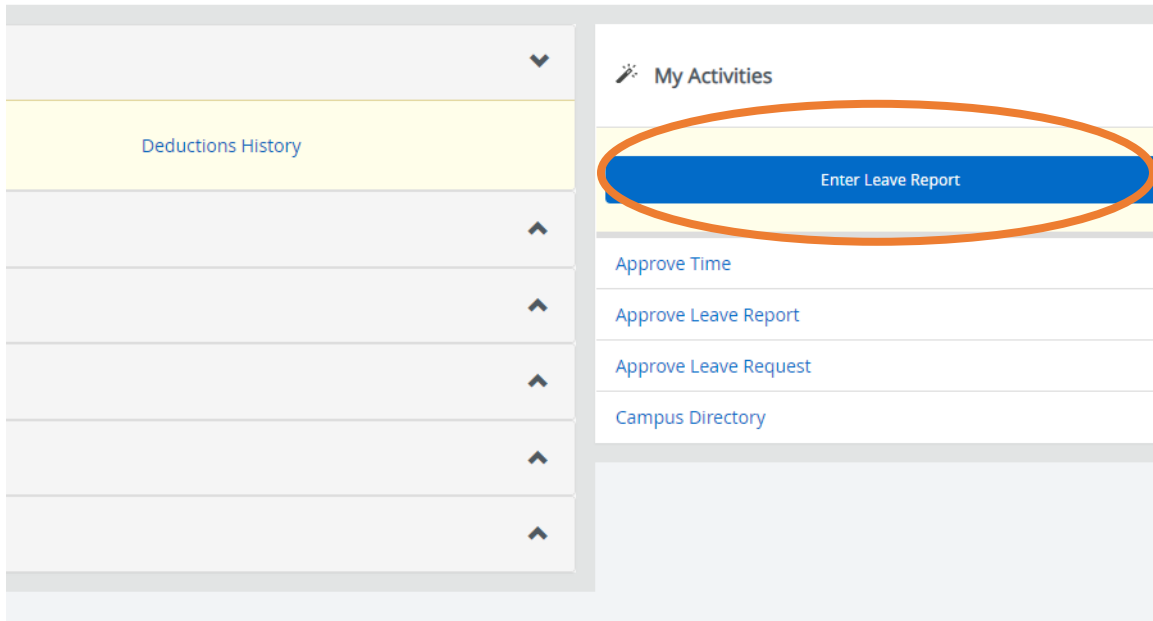 Deductions History
My Activities
Enter Leave Report
Approve Time
Approve Leave Report
Approve Leave Request
Campus Directory